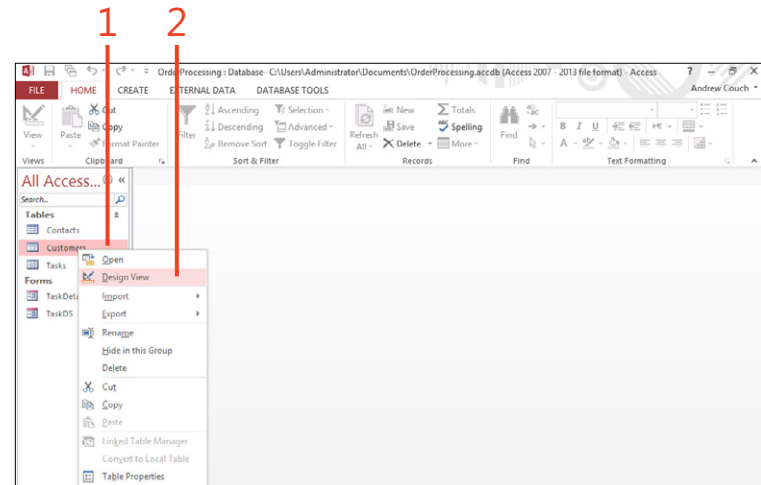 1 2
OrderProcessing : Database- C:\Users\Administrator\Documents\OrderProcessing.accdb (Access 2007 - 2013 file format) - Access ?
FILE HOME CREATE EXTERNAL DATA DATABASE TOOLS Andrew Couch
View
Views
Paste
Cut
Copy
Format Painter
Clipboard
Filter
Ascending
Descending
Remove Sort
Selection
Advanced
Toggle Filter
Sort & Filter
Refresh
All
New
Save
Delete
Totals
Spelling
More
Records
Find
ab
ac
Find
B I U
A
Text Formatting
All Access... «
Search..
Tables
Contacts
Customers
Tasks
Forms
TaskDeta
TaskDS
Open
Design View
Import
Export
Rename
Hide in this Group
Delete
Cut
Copy
Paste
Linked Table Manager
Convert to Local Table
Table Properties